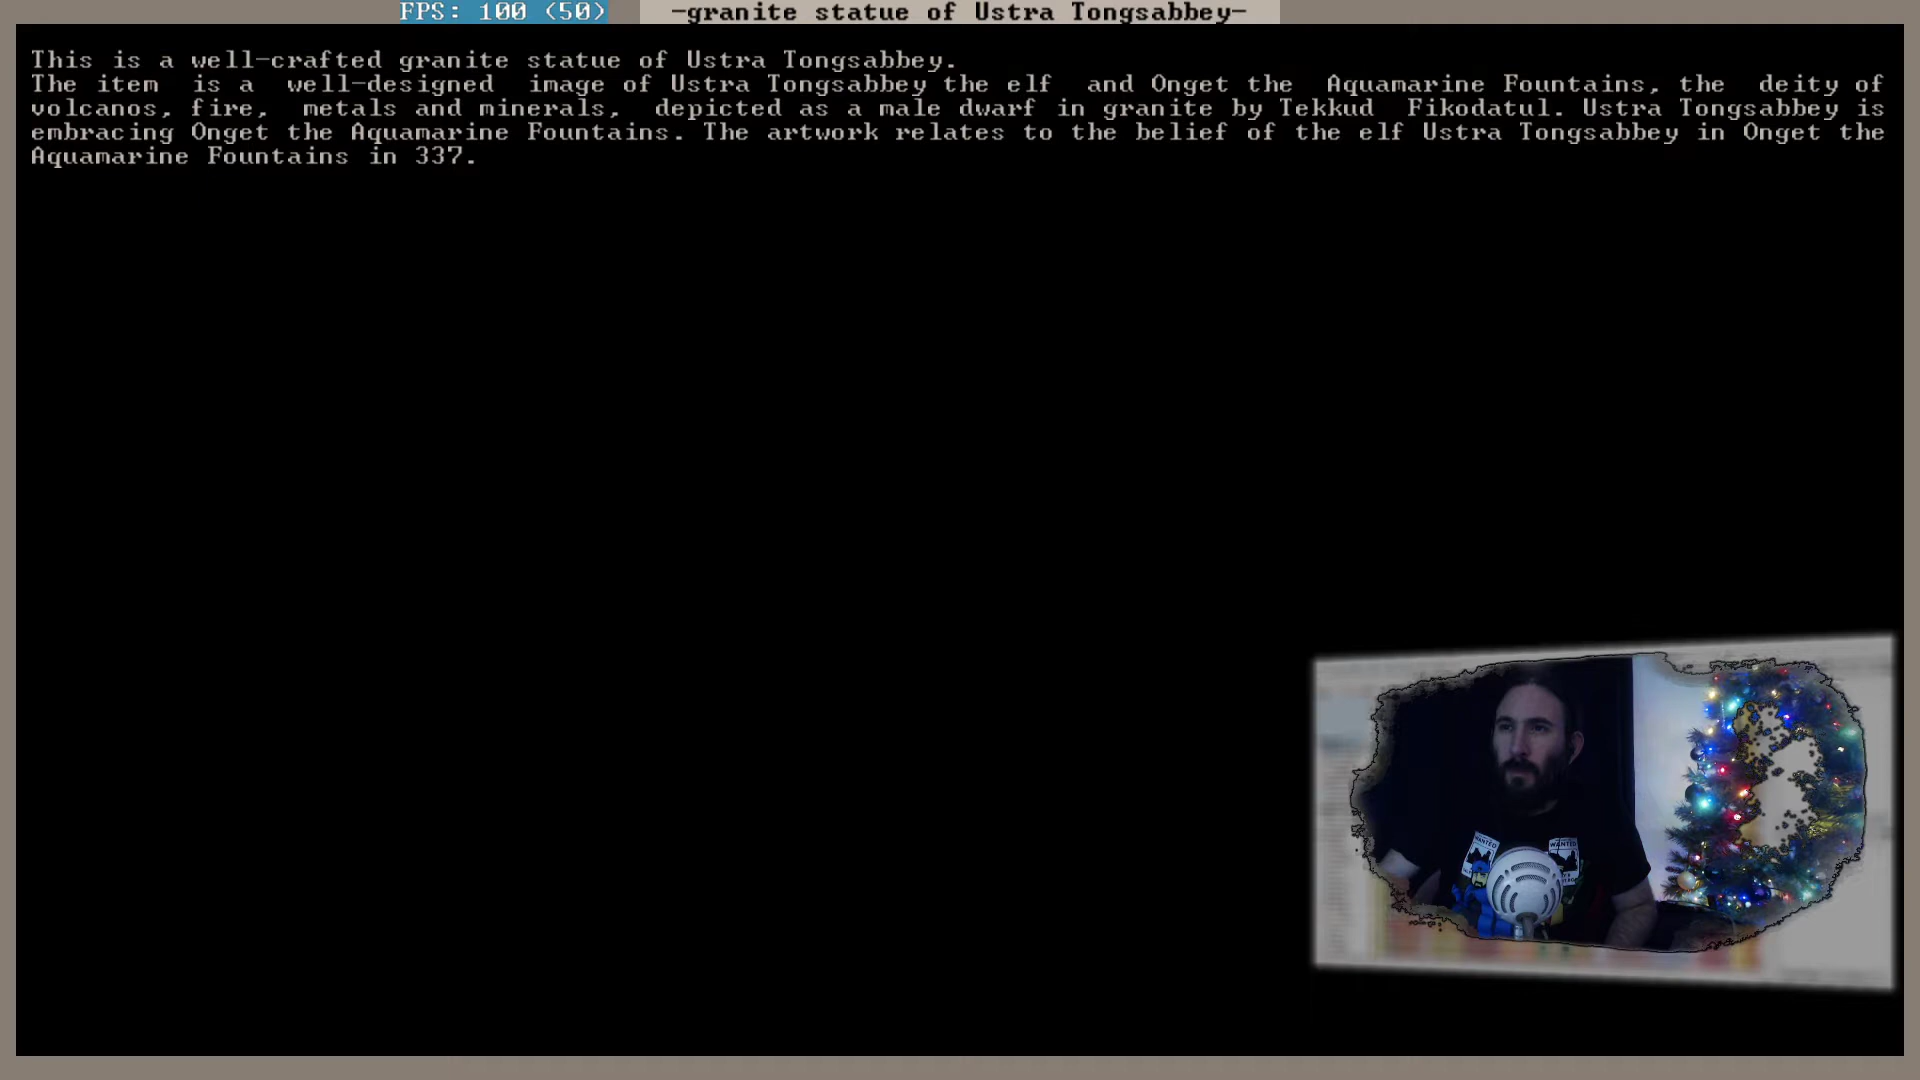 FPS: 100 (50)
-granite statue of Ustra Tongsabbey-
This is a well-crafted granite statue of Ustra Tongsabbey.
The item is a well-designed image of Ustra Tongsabbey the elf and Onget the Aquamarine Fountains, the deity of
volcanos, fire, metals and minerals, depicted as a male dwarf in granite by Tekkud Fikodatul. Ustra Tongsabbey is
embracing Onget the Aquamarine Fountains. The artwork relates to the belief of the elf Ustra Tongsabbey in Onget the
Aquamarine Fountains in 337.
WANTED
WANTED